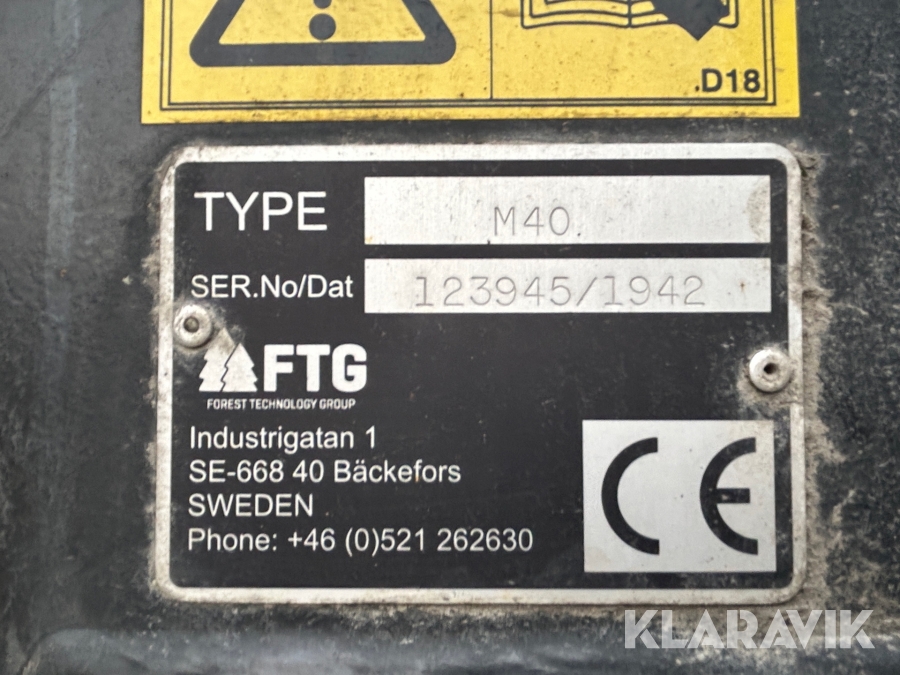 .D18
TYPE M40
SER.No/Dat 123945/1942
FTG
FOREST TECHNOLOGY GROUP
Industrigatan 1
SE-668 40 Bäckefors
SWEDEN
Phone: +46 (0)521 262630
CE
KLARAVIK